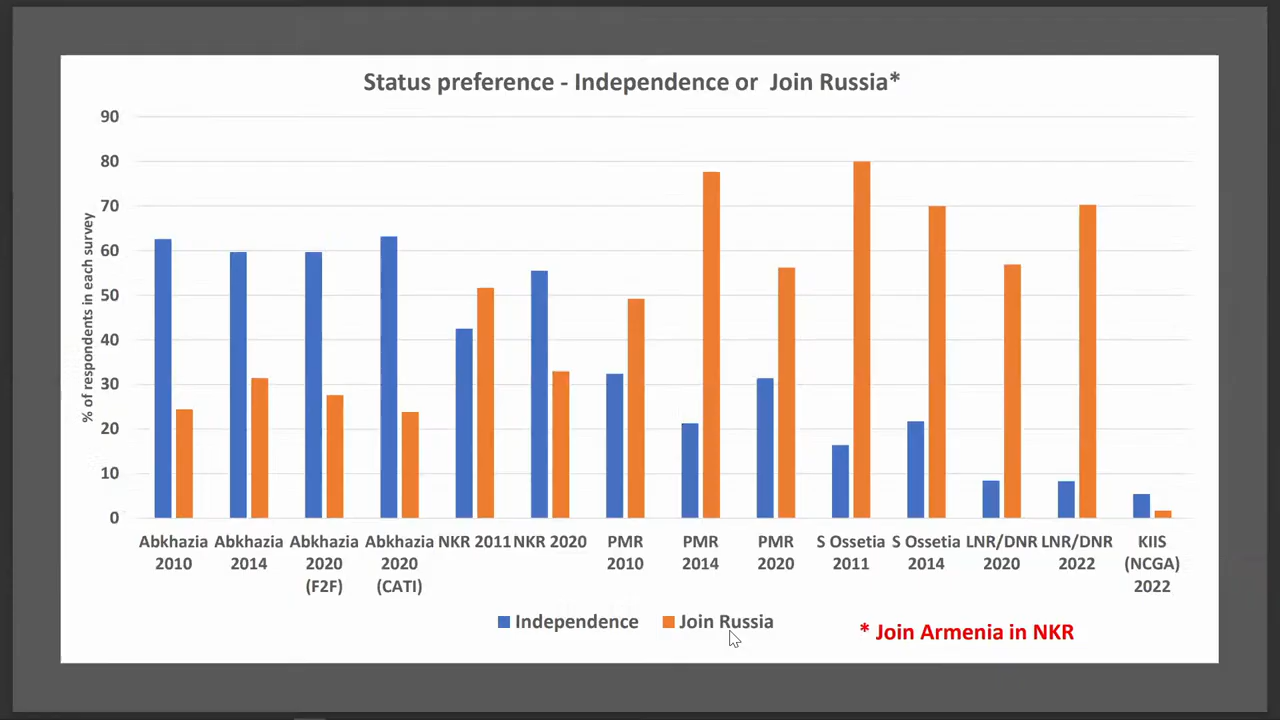 Status preference - Independence or Join Russia*
% of respondents in each survey
90
80
70
60
50
40
30
20
10
0
Abkhazia 2010
Abkhazia 2014
Abkhazia 2020 (F2F)
Abkhazia 2020 (CATI)
NKR 2011
NKR 2020
PMR 2010
PMR 2014
PMR 2020
S Ossetia 2011
S Ossetia 2014
LNR/DNR 2020
LNR/DNR 2022
KIIS (NCGA) 2022
Independence
Join Russia
* Join Armenia in NKR